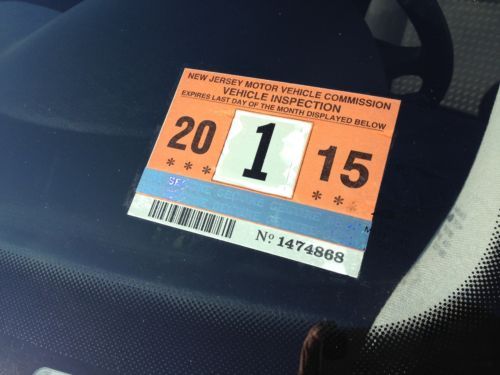 NEW JERSEY MOTOR VEHICLE COMMISSION
VEHICLE INSPECTION
EXPIRES LAST DAY OF THE MONTH DISPLAYED BELOW
20 1 15
* * * * * *
Nº 1474868